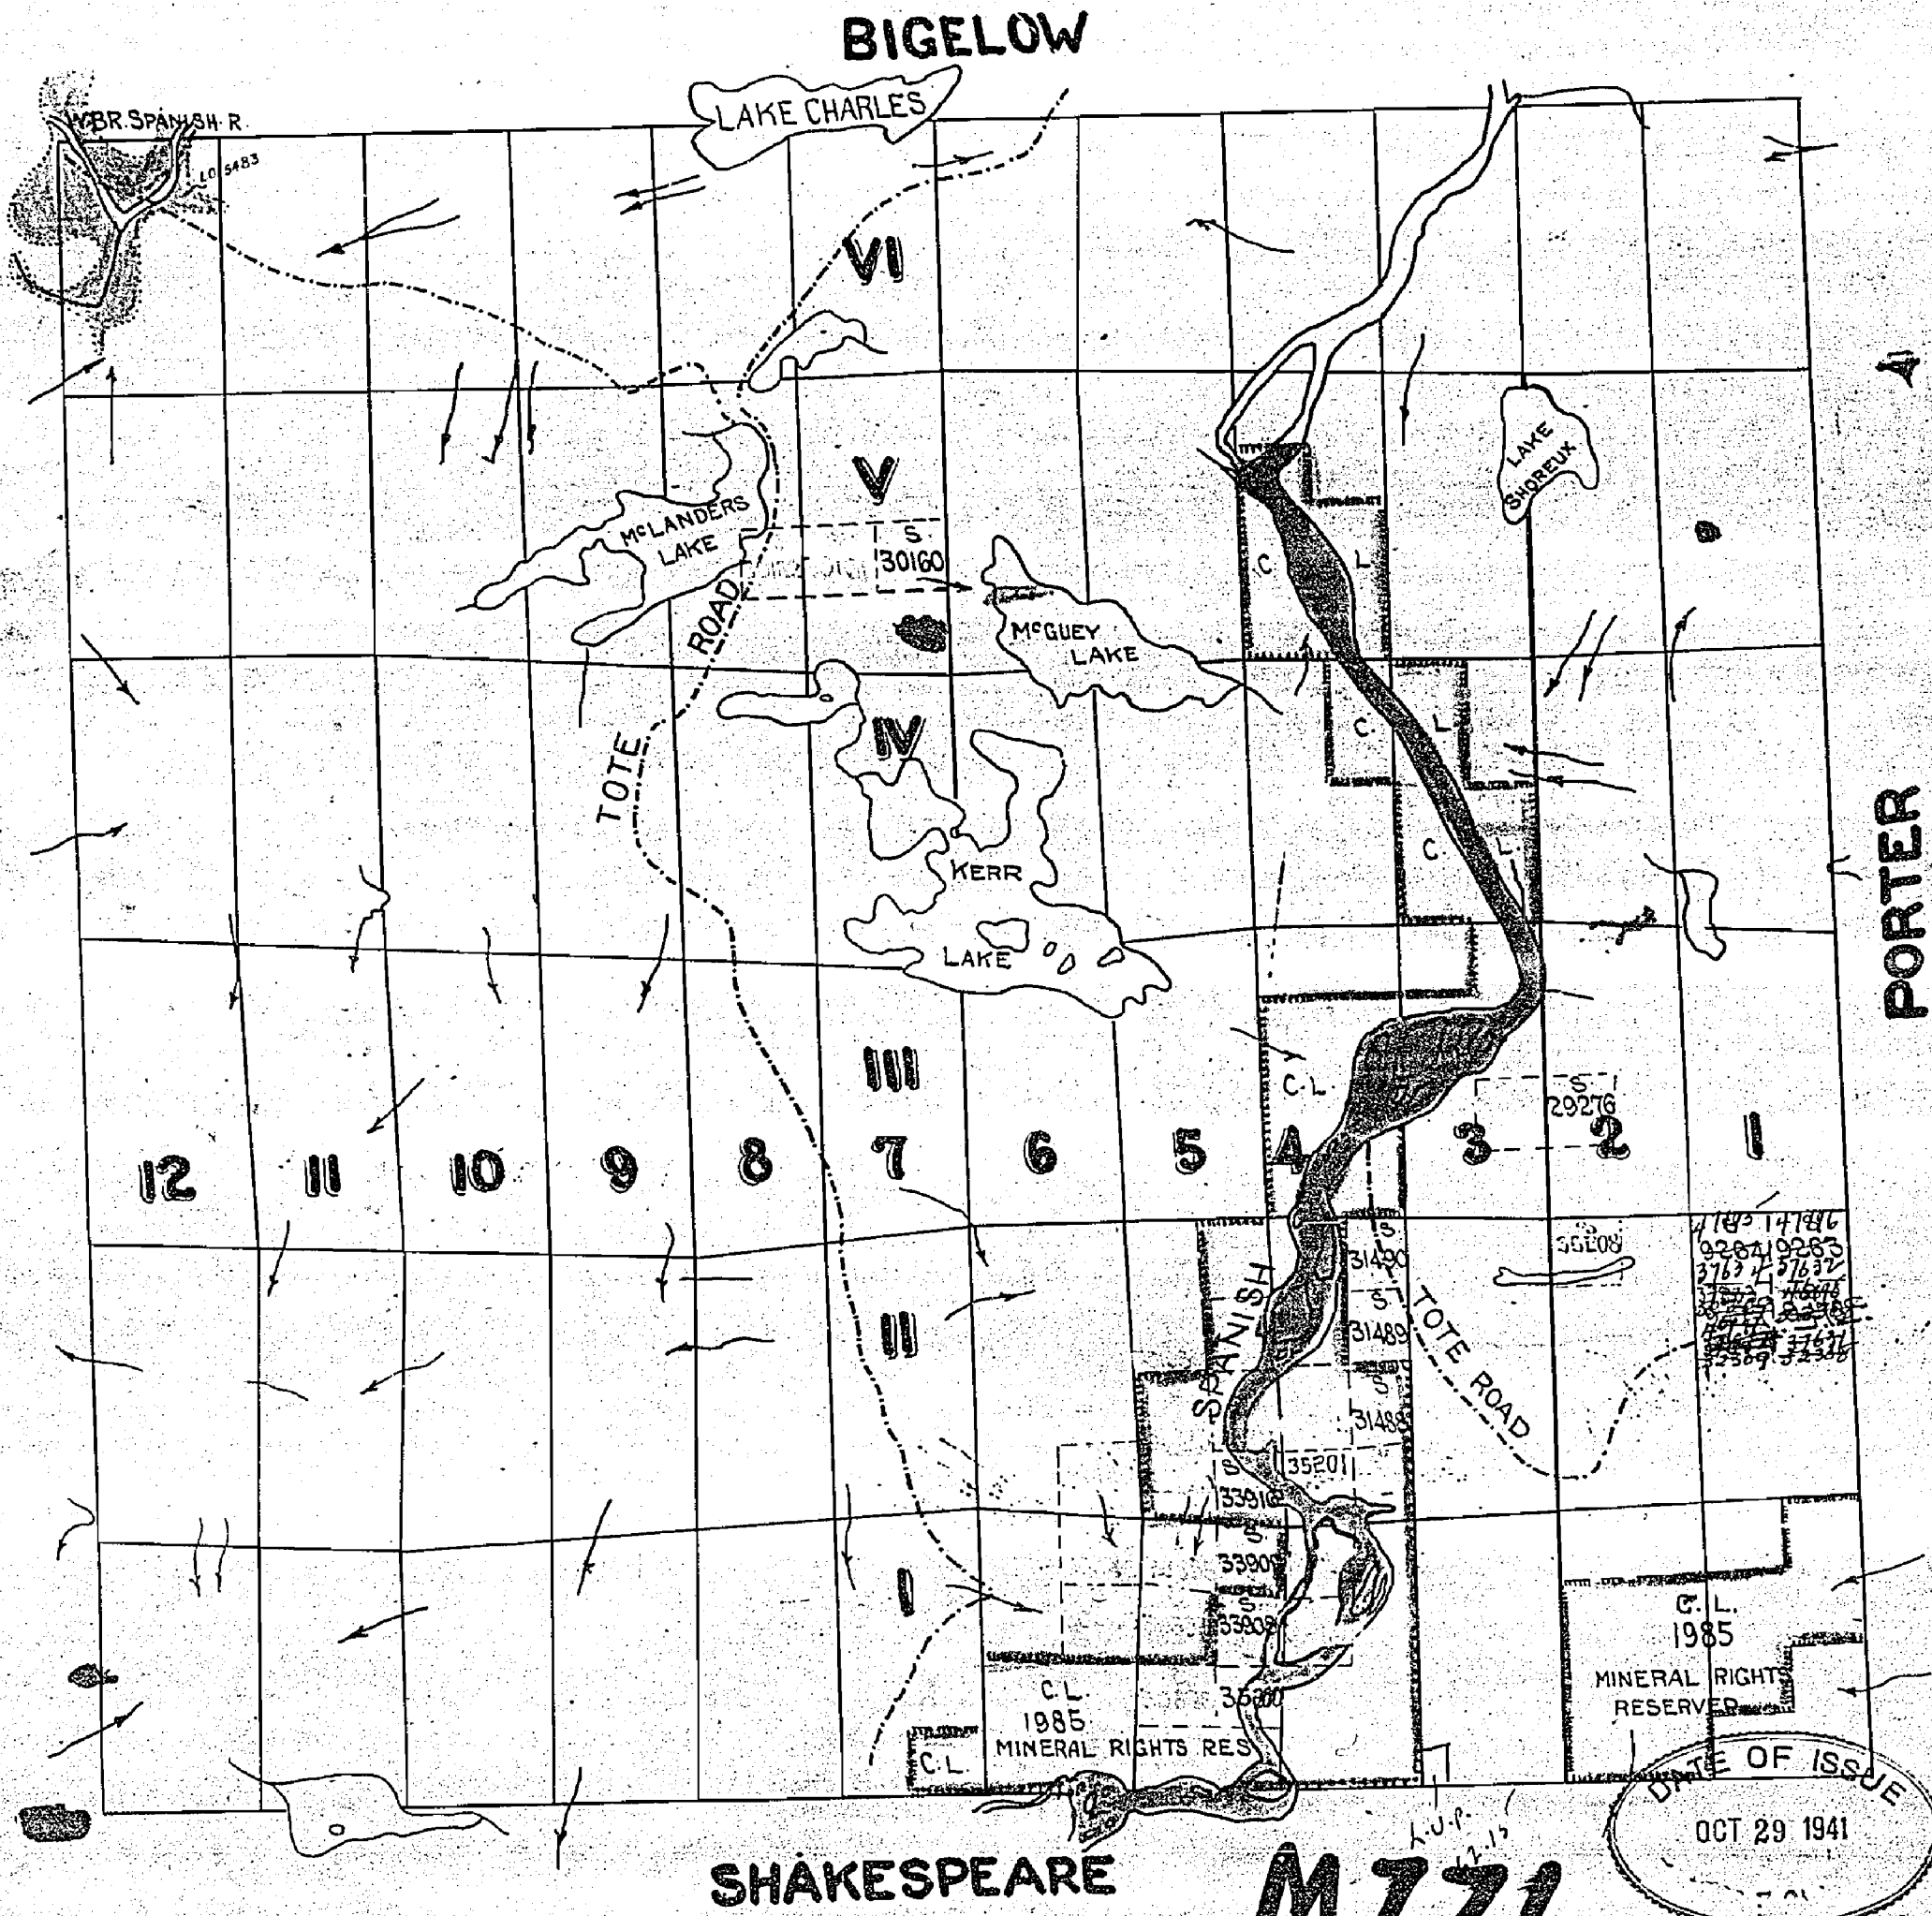 BIGELOW
LAKE CHARLES
W. BR. SPANISH. R.
LO 5483
VI
V
LAKE
SHOREUX
McLANDERS
LAKE
S.
30160
C. L.
McGUEY
LAKE
ROAD
TOTE
IV
C. L.
C. L.
KERR
LAKE
PORTER
III
C.L.
S
29276
12 11 10 9 8 7 6 5 4 3 2 1
S
31490
35208
9284 19283
SPANISH
S
31489
TOTE ROAD
II
S
31488
S 35201
33910
S
33909
S
33908
I
C. L.
1985
MINERAL RIGHTS
RESERVED
C.L.
1985
MINERAL RIGHTS RES
35200
C.L.
DATE OF ISSUE
OCT 29 1941
L.U.P.
SHAKESPEARE
M771